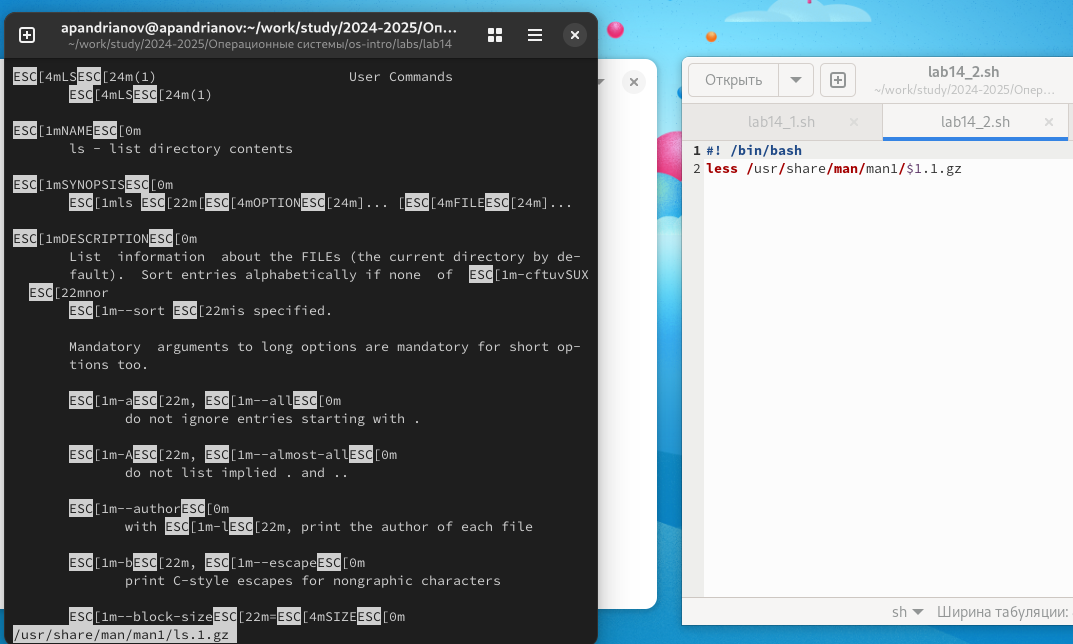 apandrianov@apandrianov:~/work/study/2024-2025/Оп…
~/work/study/2024-2025/Операционные системы/os-intro/labs/lab14
ESC[4mLSESC[24m(1) User Commands
ESC[4mLSESC[24m(1)
ESC[1mNAMEESC[0m
ls - list directory contents
ESC[1mSYNOPSISESC[0m
ESC[1mls ESC[22m[ESC[4mOPTIONESC[24m]... [ESC[4mFILEESC[24m]...
ESC[1mDESCRIPTIONESC[0m
List information about the FILEs (the current directory by de-
fault). Sort entries alphabetically if none of ESC[1m-cftuvSUX
ESC[22mnor
ESC[1m--sort ESC[22mis specified.
Mandatory arguments to long options are mandatory for short op-
tions too.
ESC[1m-aESC[22m, ESC[1m--allESC[0m
do not ignore entries starting with .
ESC[1m-AESC[22m, ESC[1m--almost-allESC[0m
do not list implied . and ..
ESC[1m--authorESC[0m
with ESC[1m-lESC[22m, print the author of each file
ESC[1m-bESC[22m, ESC[1m--escapeESC[0m
print C-style escapes for nongraphic characters
ESC[1m--block-sizeESC[22m=ESC[4mSIZEESC[0m
/usr/share/man/man1/ls.1.gz
Открыть
lab14_2.sh
~/work/study/2024-2025/Опер…
lab14_1.sh
lab14_2.sh
1 #! /bin/bash
2 less /usr/share/man/man1/$1.1.gz
sh Ширина табуляции: